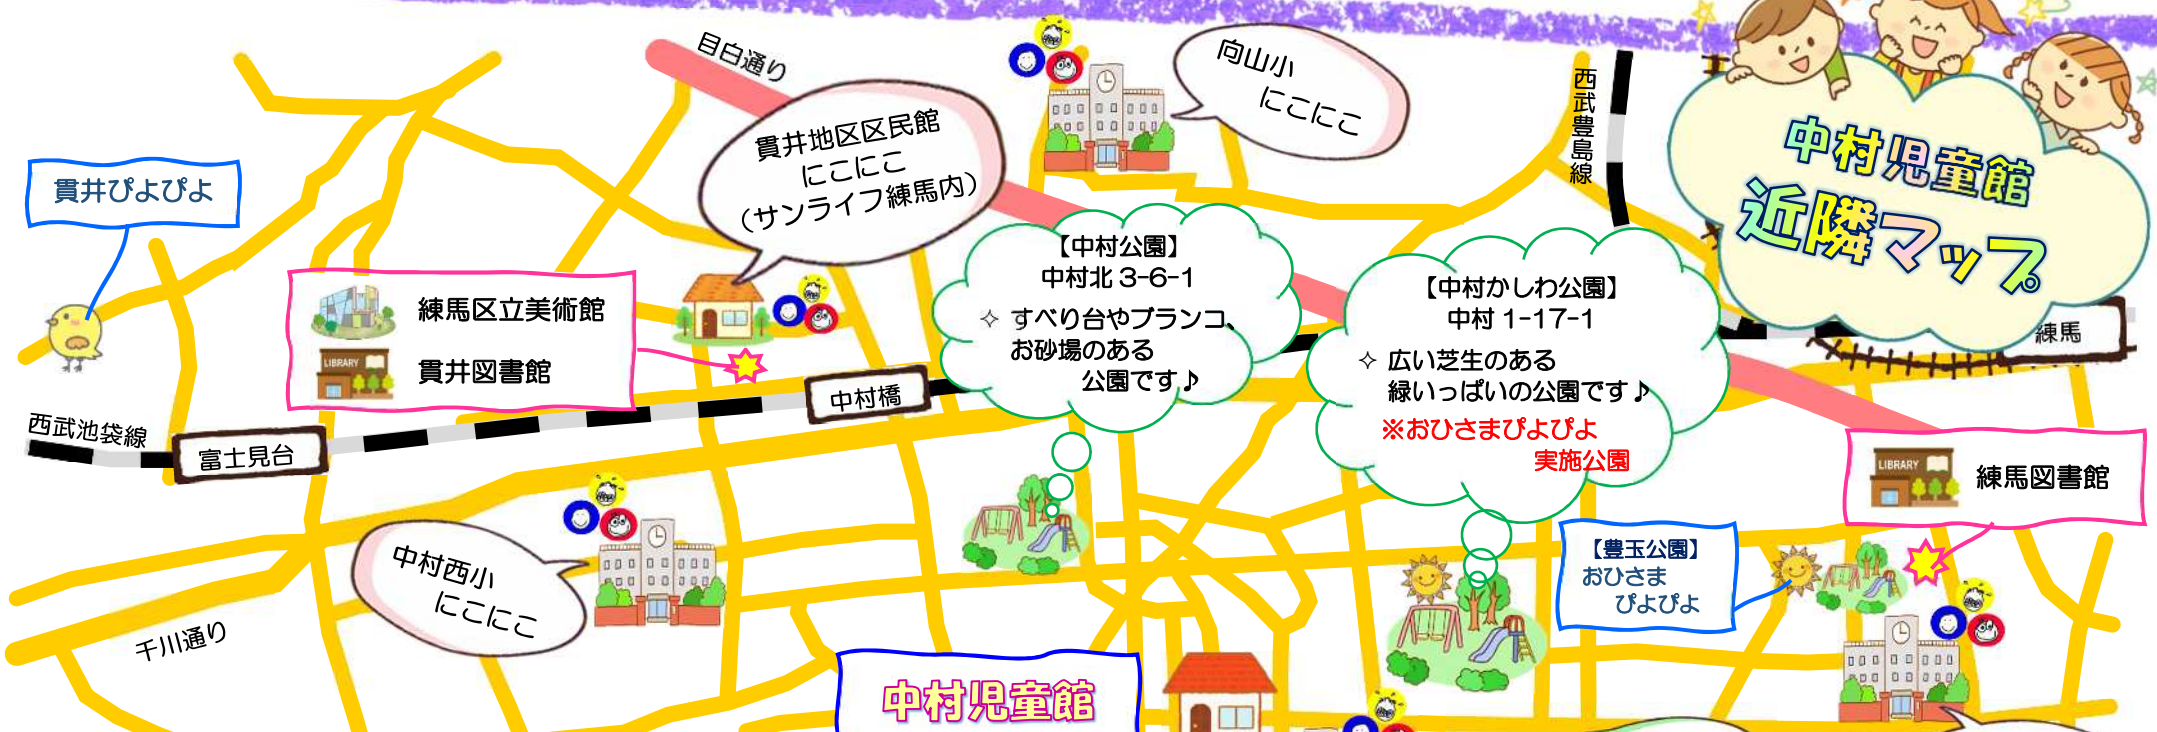 目白通り
向山小
にこにこ
西武豊島線
中村児童館
近隣マップ
貫井地区区民館
にこにこ
（サンライフ練馬内）
貫井ぴよぴよ
【中村公園】
中村北 3-6-1
✧ すべり台やブランコ、
お砂場のある
公園です♪
【中村かしわ公園】
中村 1-17-1
✧ 広い芝生のある
緑いっぱいの公園です♪
※おひさまぴよぴよ
実施公園
練馬区立美術館
LIBRARY
貫井図書館
練馬
中村橋
西武池袋線
富士見台
LIBRARY
練馬図書館
中村西小
にこにこ
【豊玉公園】
おひさま
ぴよぴよ
千川通り
中村児童館